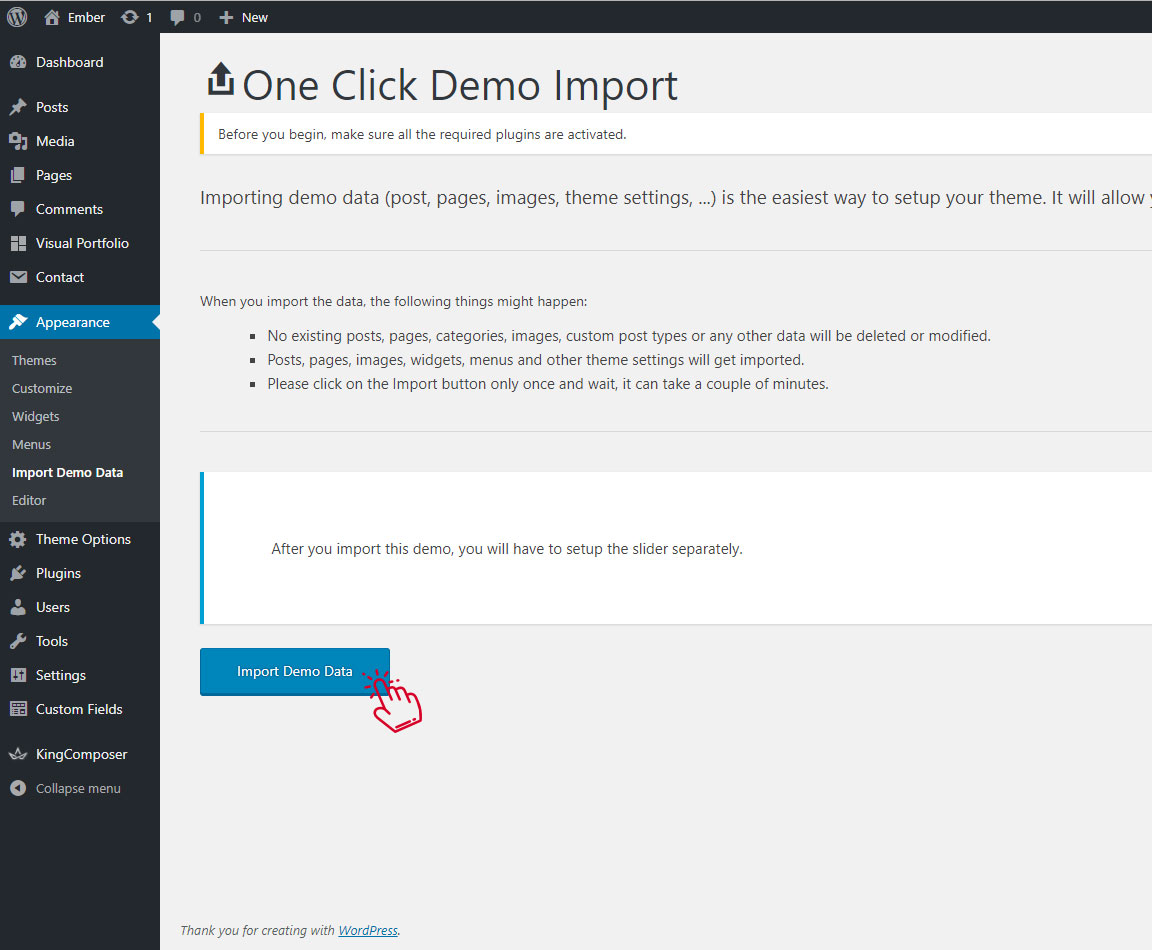 Ember 1 0 New
Dashboard
Posts
Media
Pages
Comments
Visual Portfolio
Contact
Appearance
Themes
Customize
Widgets
Menus
Import Demo Data
Editor
Theme Options
Plugins
Users
Tools
Settings
Custom Fields
KingComposer
Collapse menu
One Click Demo Import
Before you begin, make sure all the required plugins are activated.
Importing demo data (post, pages, images, theme settings, ...) is the easiest way to setup your theme. It will allow
When you import the data, the following things might happen:
No existing posts, pages, categories, images, custom post types or any other data will be deleted or modified.
Posts, pages, images, widgets, menus and other theme settings will get imported.
Please click on the Import button only once and wait, it can take a couple of minutes.
After you import this demo, you will have to setup the slider separately.
Import Demo Data
Thank you for creating with WordPress.